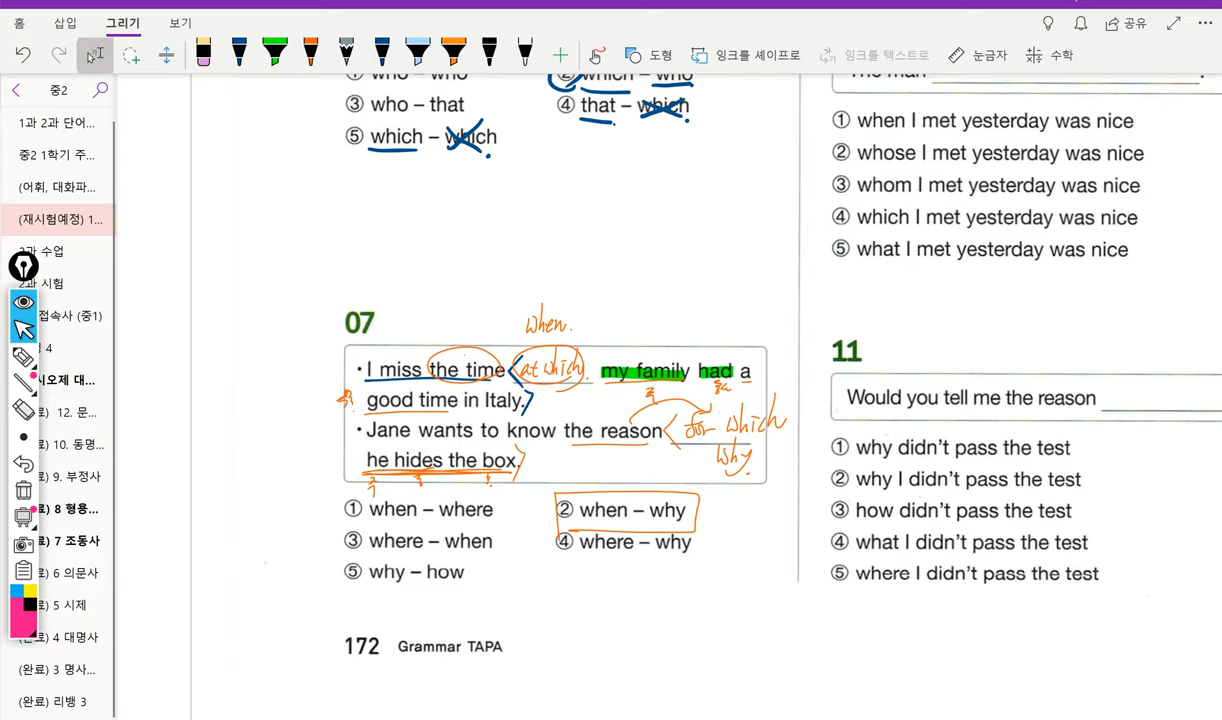 홈 삽입 그리기 보기
공유
도형 잉크를 셰이프로 잉크를 텍스트로 눈금자 수학
중2
1과 2과 단어...
중2 1학기 주...
(어휘, 대화파...
(재시험예정) 1...
2과 수업
2과 시험
접속사 (중1)
4
시오제 대...
료) 12. 문...
료) 10. 동명...
료) 9. 부정사
료) 8 형용...
료) 7 조동사
료) 6 의문사
료) 5 시제
료) 4 대명사
(완료) 3 명사...
(완료) 리뱅 3
① who – who ② which – who
③ who – that ④ that – which
⑤ which – which
07
when.
• I miss the time at which my family had a
good time in Italy.
• Jane wants to know the reason for which
why.
he hides the box.
① when – where ② when – why
③ where – when ④ where – why
⑤ why – how
172 Grammar TAPA
The man
① when I met yesterday was nice
② whose I met yesterday was nice
③ whom I met yesterday was nice
④ which I met yesterday was nice
⑤ what I met yesterday was nice
11
Would you tell me the reason
① why didn't pass the test
② why I didn't pass the test
③ how didn't pass the test
④ what I didn't pass the test
⑤ where I didn't pass the test